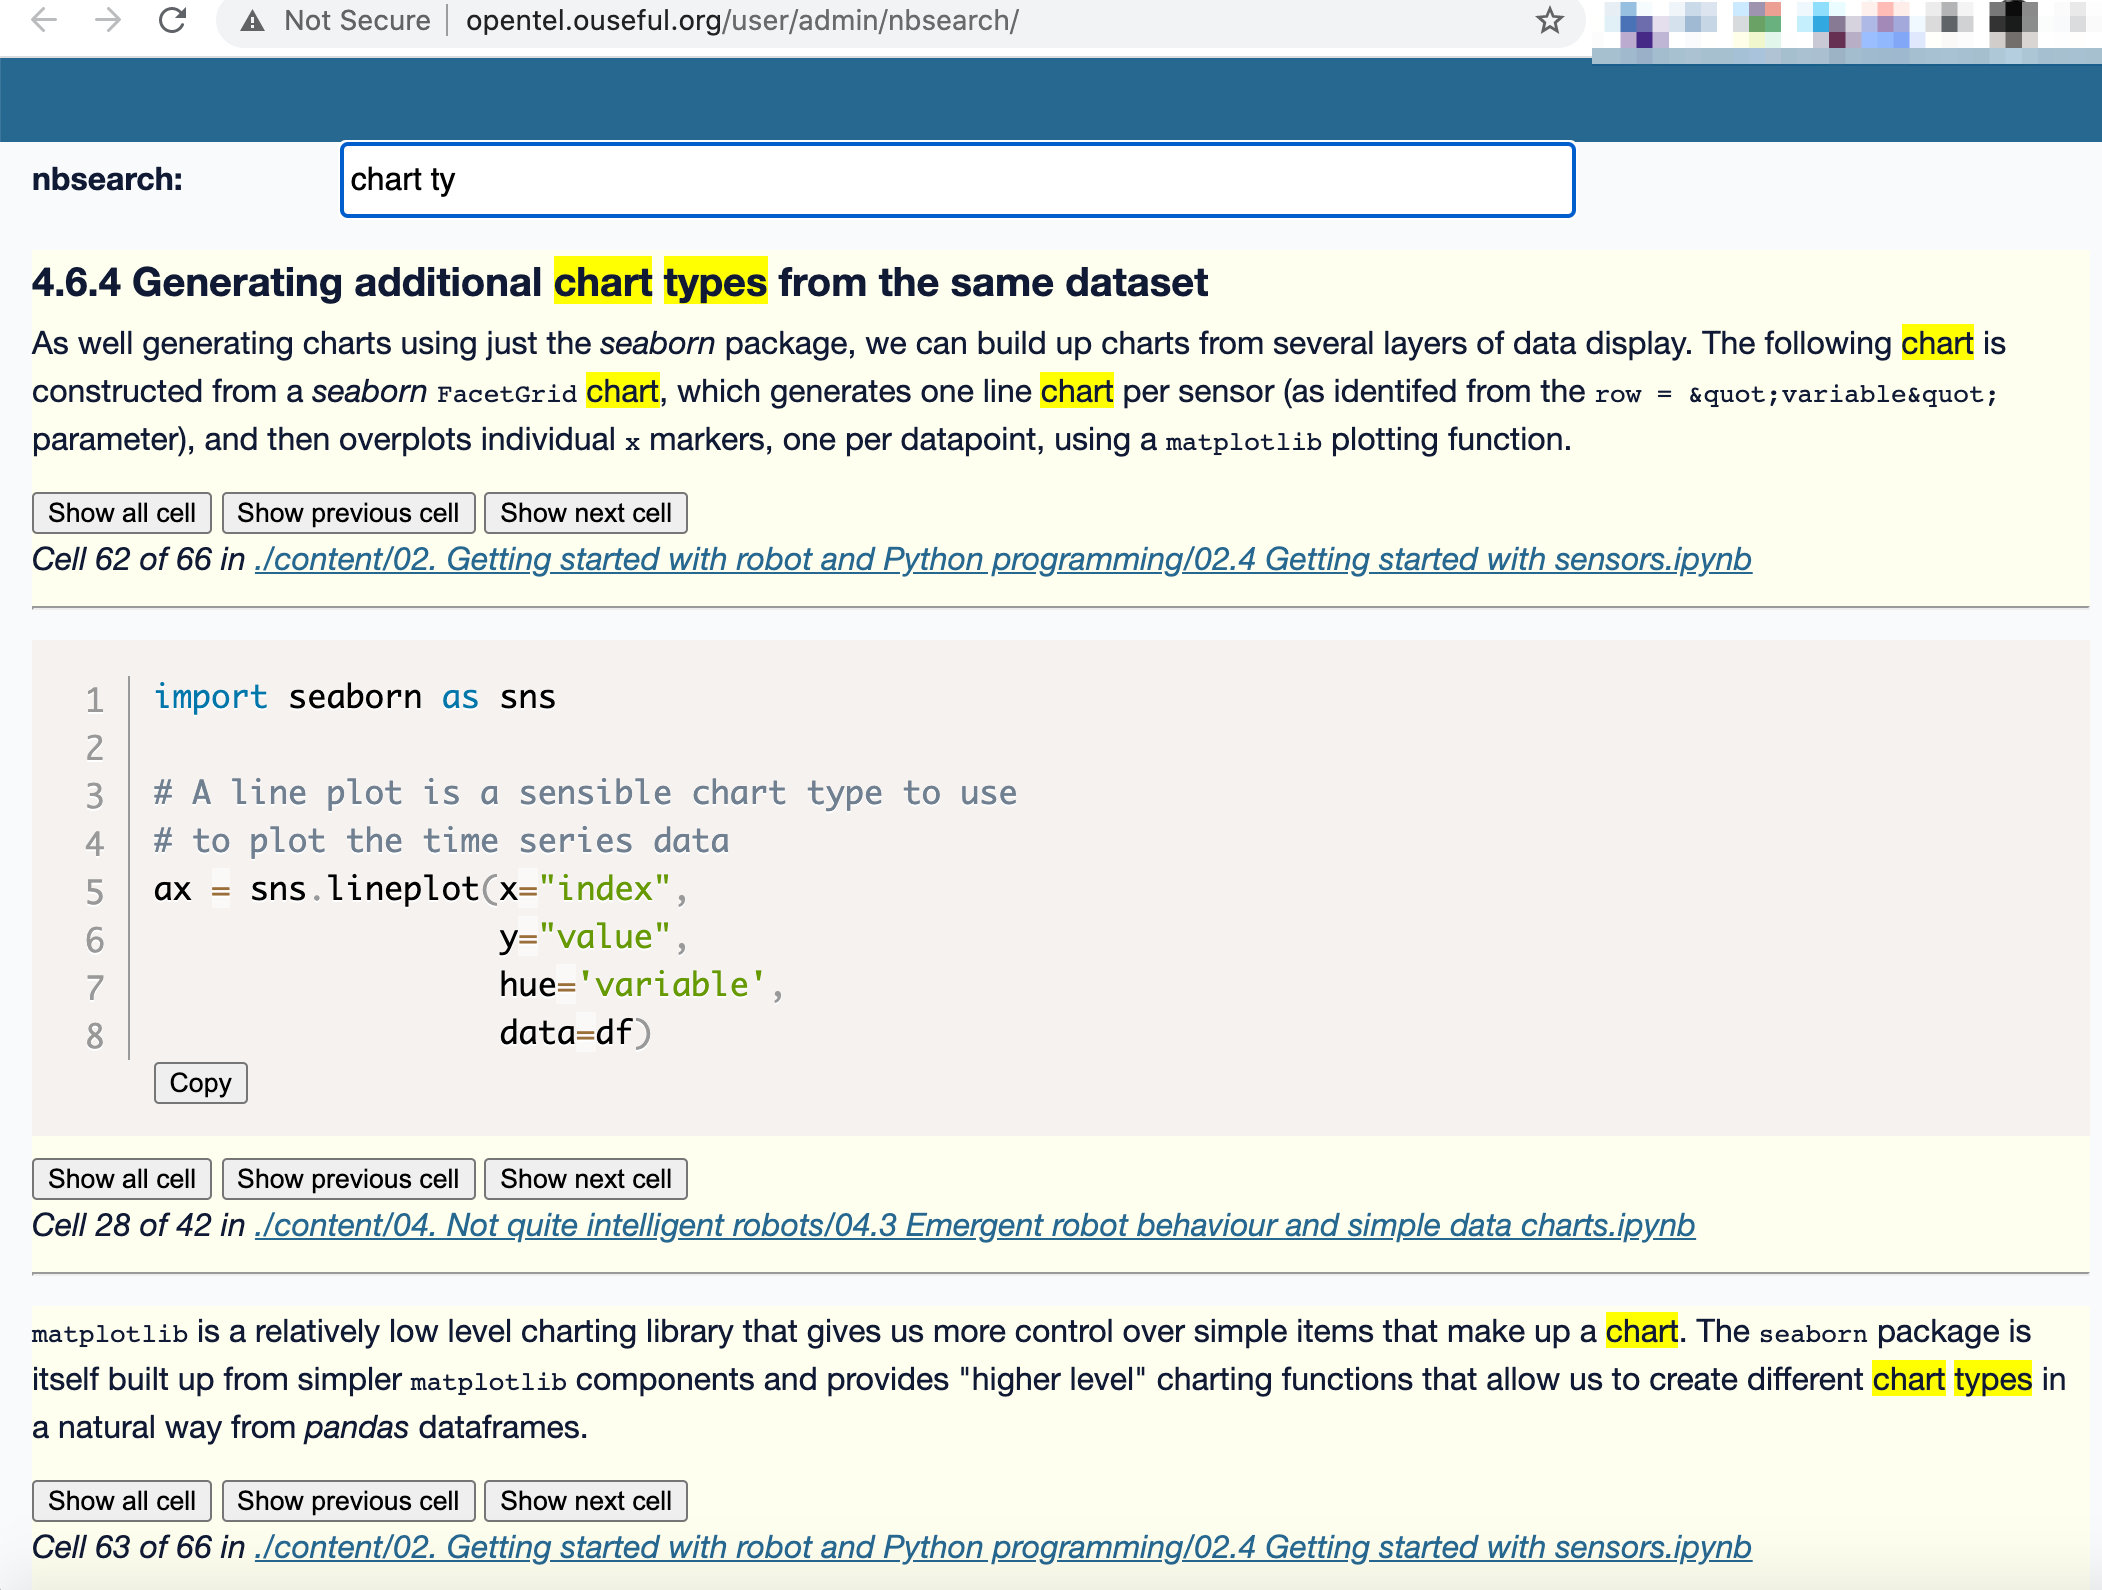 Not Secure | opentel.ouseful.org/user/admin/nbsearch/
nbsearch: chart ty
4.6.4 Generating additional chart types from the same dataset
As well generating charts using just the seaborn package, we can build up charts from several layers of data display. The following chart is
constructed from a seaborn FacetGrid chart, which generates one line chart per sensor (as identifed from the row = &quot;variable&quot;
parameter), and then overplots individual x markers, one per datapoint, using a matplotlib plotting function.
Show all cell Show previous cell Show next cell
Cell 62 of 66 in ./content/02. Getting started with robot and Python programming/02.4 Getting started with sensors.ipynb
1 import seaborn as sns
2
3 # A line plot is a sensible chart type to use
4 # to plot the time series data
5 ax = sns.lineplot(x="index",
6 y="value",
7 hue='variable',
8 data=df)
Copy
Show all cell Show previous cell Show next cell
Cell 28 of 42 in ./content/04. Not quite intelligent robots/04.3 Emergent robot behaviour and simple data charts.ipynb
matplotlib is a relatively low level charting library that gives us more control over simple items that make up a chart. The seaborn package is
itself built up from simpler matplotlib components and provides "higher level" charting functions that allow us to create different chart types in
a natural way from pandas dataframes.
Show all cell Show previous cell Show next cell
Cell 63 of 66 in ./content/02. Getting started with robot and Python programming/02.4 Getting started with sensors.ipynb